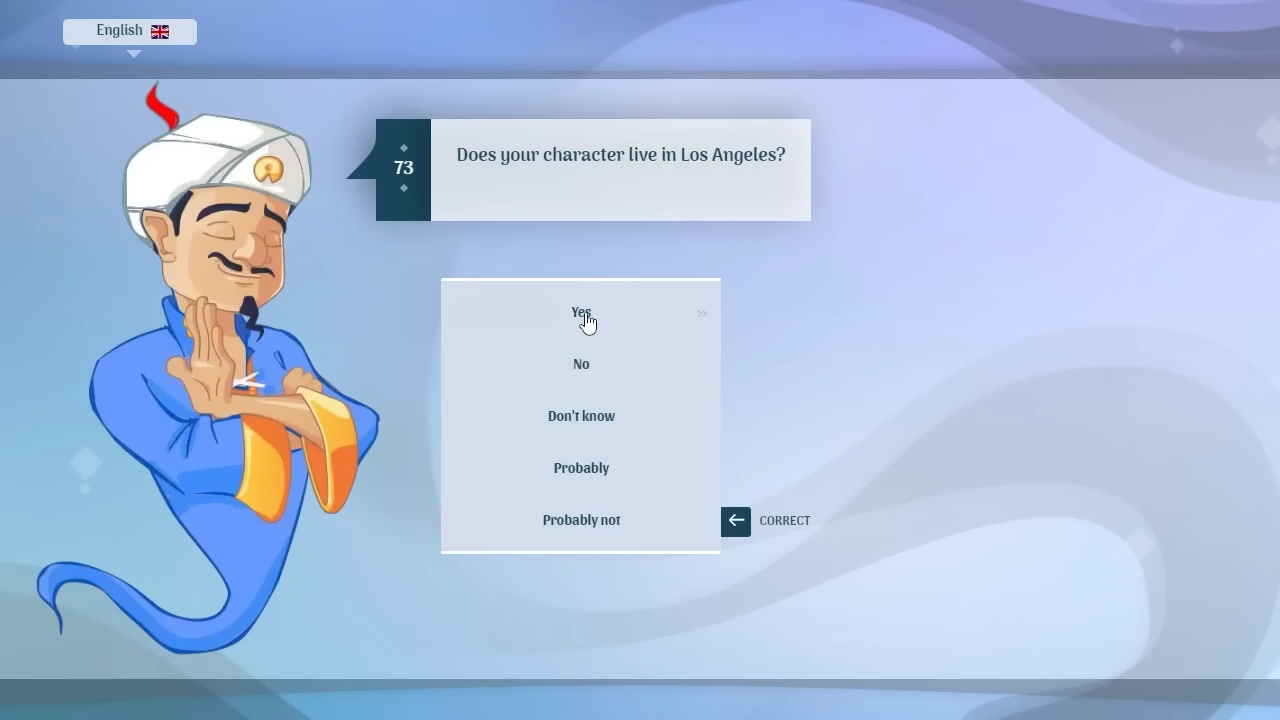 English
73
Does your character live in Los Angeles?
Yes
No
Don't know
Probably
Probably not
CORRECT